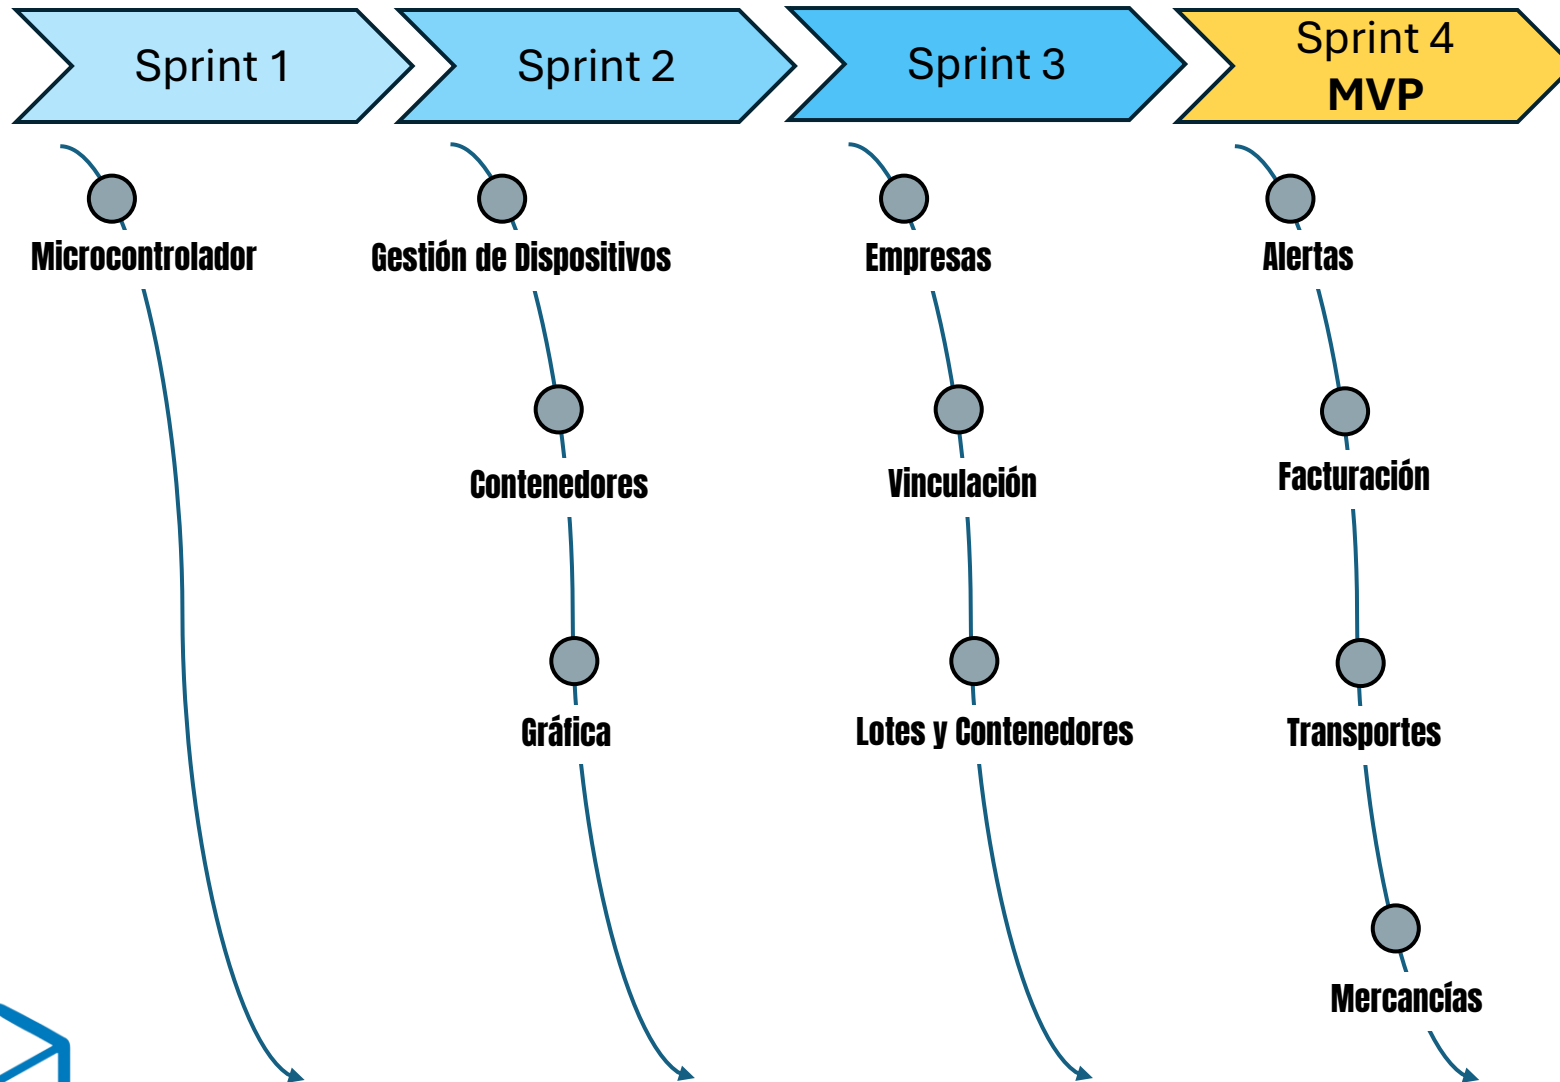 Sprint 1
Sprint 2
Sprint 3
Sprint 4
MVP
Microcontrolador
Gestión de Dispositivos
Contenedores
Gráfica
Empresas
Vinculación
Lotes y Contenedores
Alertas
Facturación
Transportes
Mercancías